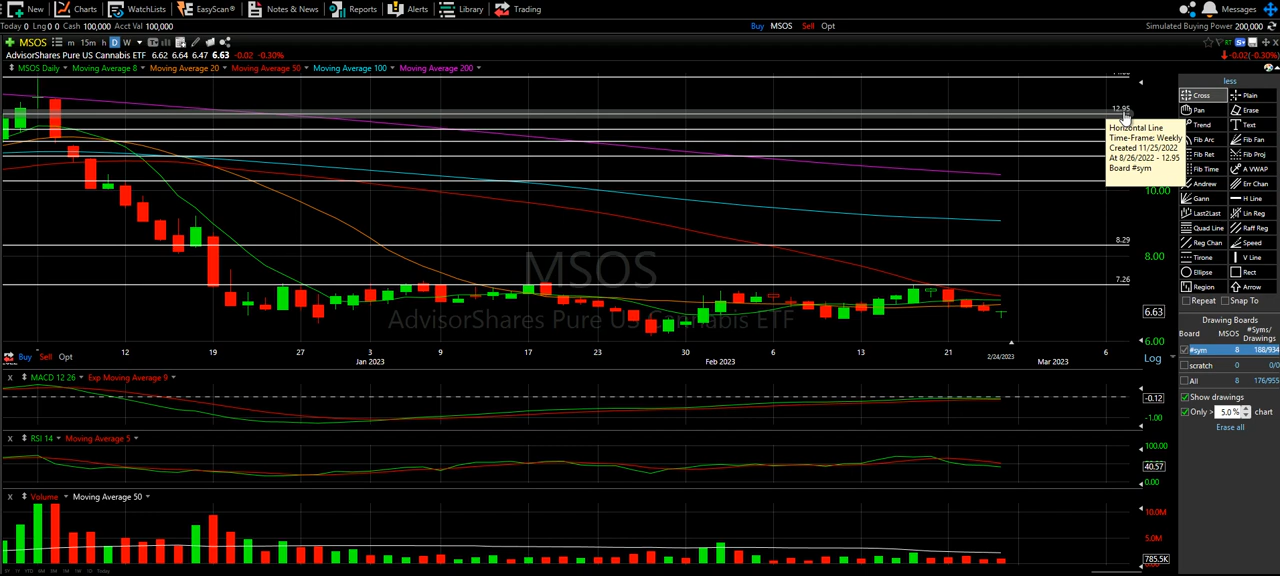 New Charts WatchLists EasyScan® Notes & News Reports Alerts Library Trading Messages
Today 0 Lng 0 Cash 100,000 Acct Val 100,000 Buy MSOS Sell Opt Simulated Buying Power 200,000
MSOS m 15m h D W
AdvisorShares Pure US Cannabis ETF 6.62 6.64 6.47 6.63 -0.02 -0.30% -0.02(-0.30%)
MSOS Daily Moving Average 8 Moving Average 20 Moving Average 50 Moving Average 100 Moving Average 200
less
Cross Plain
Pan Erase
Trend Text
Fib Arc Fib Fan
Fib Ret Fib Proj
Fib Time A VWAP
Andrew Err Chan
Gann H Line
Last2Last Lin Reg
Quad Line Raff Reg
Reg Chan Speed
Tirone V Line
Ellipse Rect
Region Arrow
Repeat Snap To
Drawing Boards
Board MSOS #Syms/
Drawings
#sym 8 188/934
scratch 0 0/0
All 8 176/955
Show drawings
Only > 5.0 % chart
Erase all
12.95
Horizontal Line
Time-Frame: Weekly
Created 11/25/2022
At 8/26/2022 - 12.95
Board #sym
10.00
8.29
8.00
7.26
6.63
6.00
MSOS
AdvisorShares Pure US Cannabis ETF
Buy Sell Opt
12 19 27 3 9 17 23 30 6 13 21 2/24/2023 6
Jan 2023 Feb 2023 Mar 2023
Log
X MACD 12 26 Exp Moving Average 9
-0.12
-1.00
X RSI 14 Moving Average 5
100.00
40.57
0.00
X Volume Moving Average 50
10.0M
5.0M
785.5K